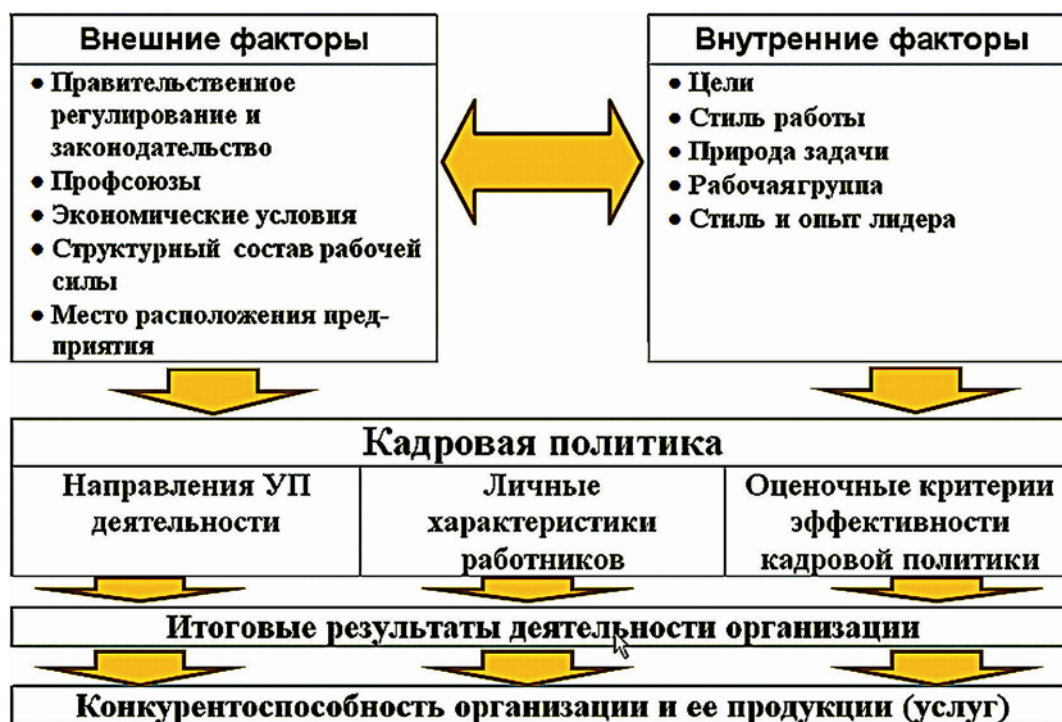 Внешние факторы
• Правительственное
регулирование и
законодательство
• Профсоюзы
• Экономические условия
• Структурный состав рабочей
силы
• Место расположения пред-
приятия
Внутренние факторы
• Цели
• Стиль работы
• Природа задачи
• Рабочаягруппа
• Стиль и опыт лидера
Кадровая политика
Направления УП
деятельности
Личные
характеристики
работников
Оценочные критерии
эффективности
кадровой политики
Итоговые результаты деятельности организации
Конкурентоспособность организации и ее продукции (услуг)